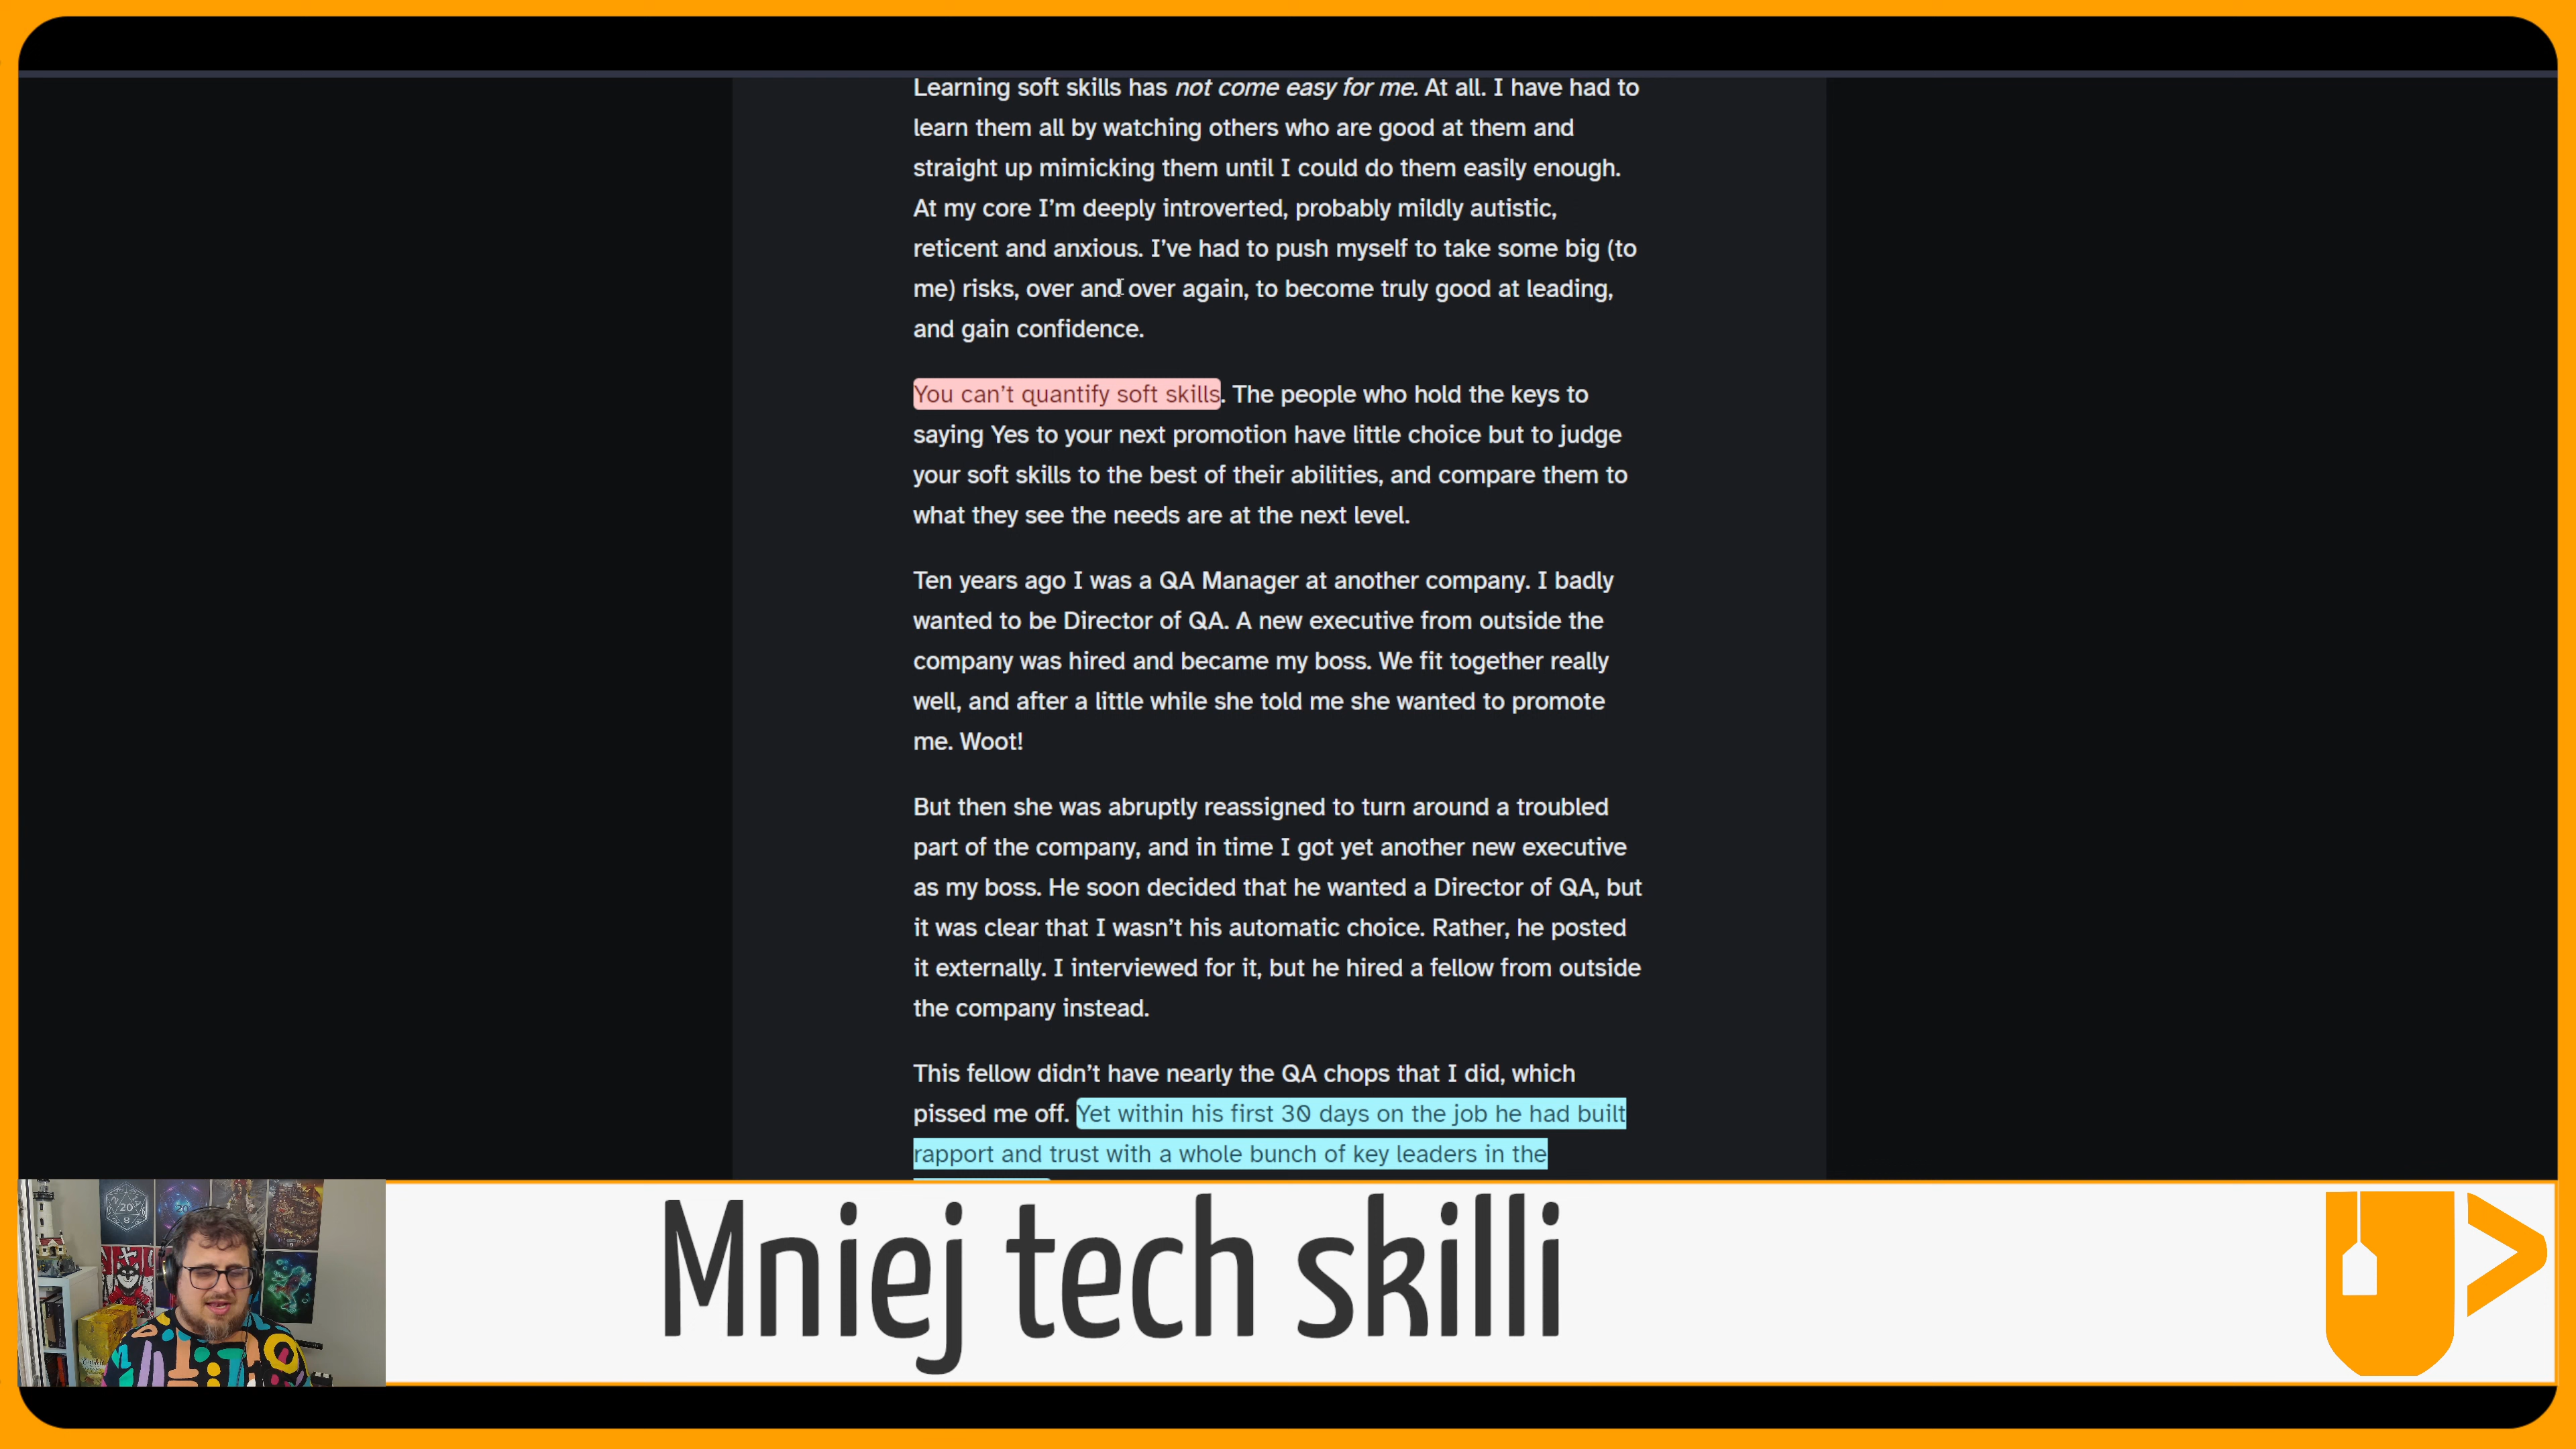 Learning soft skills has not come easy for me. At all. I have had to
learn them all by watching others who are good at them and
straight up mimicking them until I could do them easily enough.
At my core I’m deeply introverted, probably mildly autistic,
reticent and anxious. I’ve had to push myself to take some big (to
me) risks, over and over again, to become truly good at leading,
and gain confidence.
You can’t quantify soft skills. The people who hold the keys to
saying Yes to your next promotion have little choice but to judge
your soft skills to the best of their abilities, and compare them to
what they see the needs are at the next level.
Ten years ago I was a QA Manager at another company. I badly
wanted to be Director of QA. A new executive from outside the
company was hired and became my boss. We fit together really
well, and after a little while she told me she wanted to promote
me. Woot!
But then she was abruptly reassigned to turn around a troubled
part of the company, and in time I got yet another new executive
as my boss. He soon decided that he wanted a Director of QA, but
it was clear that I wasn’t his automatic choice. Rather, he posted
it externally. I interviewed for it, but he hired a fellow from outside
the company instead.
This fellow didn’t have nearly the QA chops that I did, which
pissed me off. Yet within his first 30 days on the job he had built
rapport and trust with a whole bunch of key leaders in the
Mniej tech skilli
20
8